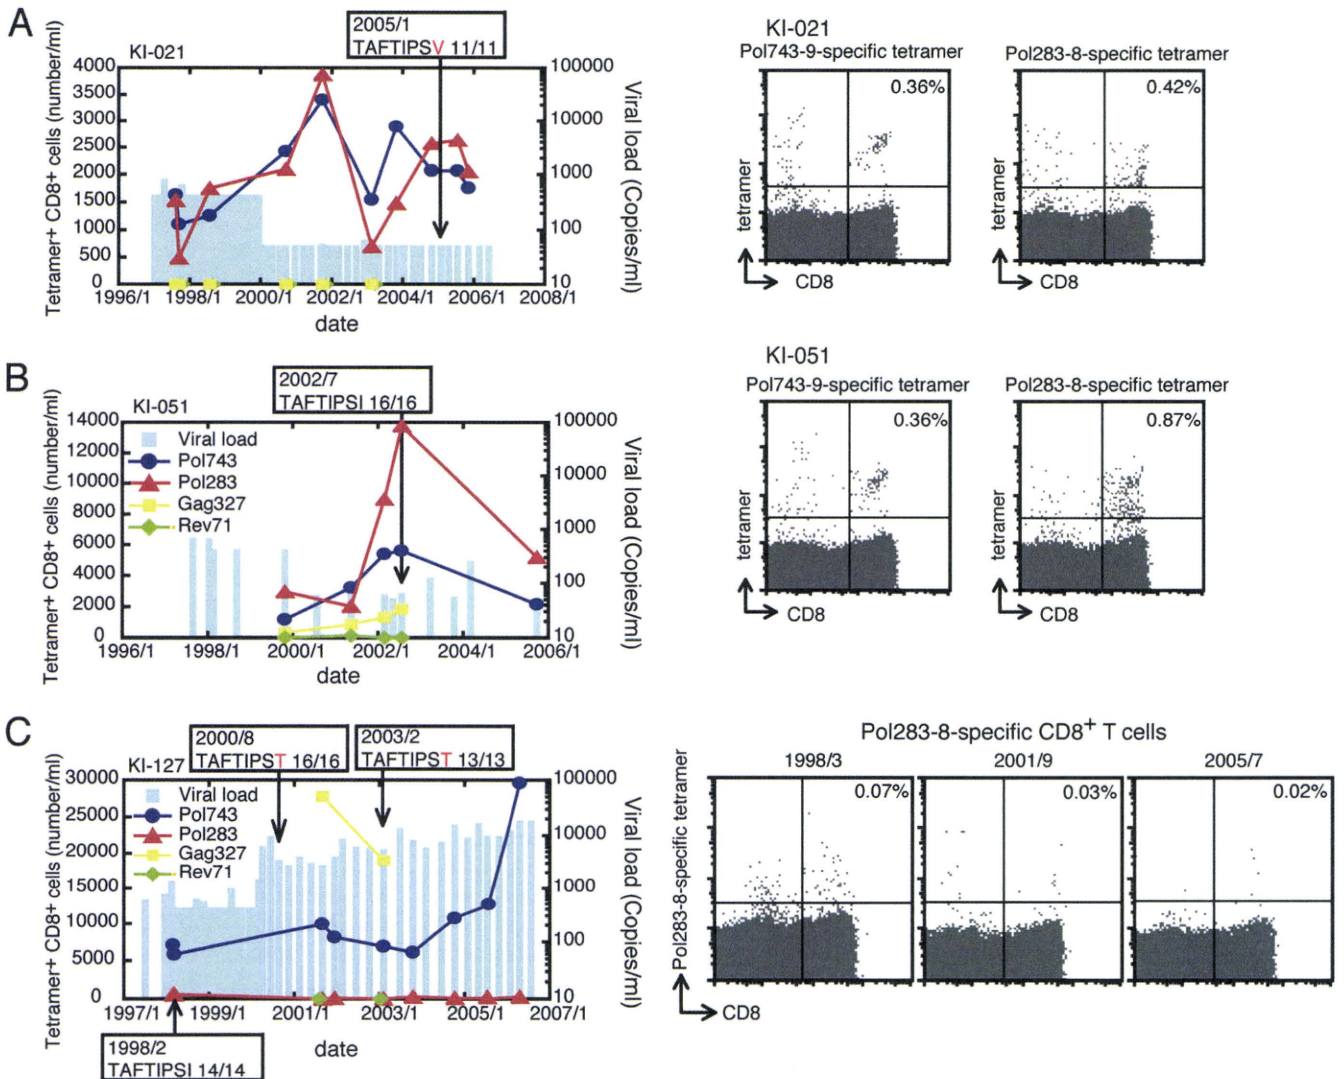 A
2005/1
TAFTIPSV 11/11
KI-021
Tetramer+ CD8+ cells (number/ml)
4000
3500
3000
2500
2000
1500
1000
500
0
100000
10000
1000
100
10
Viral load (Copies/ml)
1996/1 1998/1 2000/1 2002/1 2004/1 2006/1 2008/1
date
KI-021
Pol743-9-specific tetramer
Pol283-8-specific tetramer
0.36%
0.42%
tetramer
tetramer
CD8
CD8
B
2002/7
TAFTIPSI 16/16
KI-051
Tetramer+ CD8+ cells (number/ml)
14000
12000
10000
8000
6000
4000
2000
0
Viral load
Pol743
Pol283
Gag327
Rev71
100000
10000
1000
100
10
Viral load (Copies/ml)
1996/1 1998/1 2000/1 2002/1 2004/1 2006/1
date
KI-051
Pol743-9-specific tetramer
Pol283-8-specific tetramer
0.36%
0.87%
tetramer
tetramer
CD8
CD8
C
2000/8
TAFTIPST 16/16
2003/2
TAFTIPST 13/13
KI-127
Tetramer+ CD8+ cells (number/ml)
30000
25000
20000
15000
10000
5000
0
Viral load
Pol743
Pol283
Gag327
Rev71
100000
10000
1000
100
10
Viral load (Copies/ml)
1997/1 1999/1 2001/1 2003/1 2005/1 2007/1
date
1998/2
TAFTIPSI 14/14
Pol283-8-specific CD8+ T cells
1998/3
2001/9
2005/7
0.07%
0.03%
0.02%
Pol283-8-specific tetramer
CD8